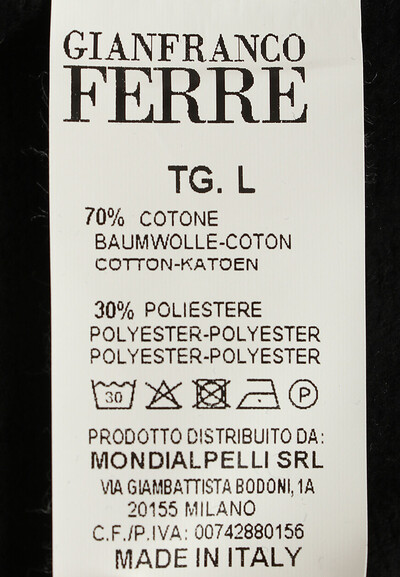 GIANFRANCO
FERRE
TG. L
70% COTONE
BAUMWOLLE-COTON
COTTON-KATOEN
30% POLIESTERE
POLYESTER-POLYESTER
POLYESTER-POLYESTER
30 P
PRODOTTO DISTRIBUITO DA:
MONDIALPELLI SRL
VIA GIAMBATTISTA BODONI, 1A
20155 MILANO
C.F./P.IVA: 00742880156
MADE IN ITALY